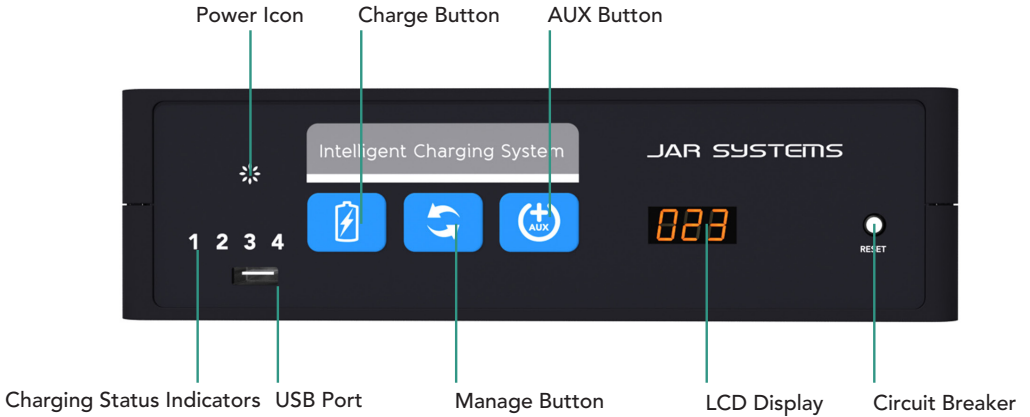 Power Icon
Charge Button
AUX Button
Intelligent Charging System
JAR SYSTEMS
AUX
023
1 2 3 4
RESET
Charging Status Indicators
USB Port
Manage Button
LCD Display
Circuit Breaker